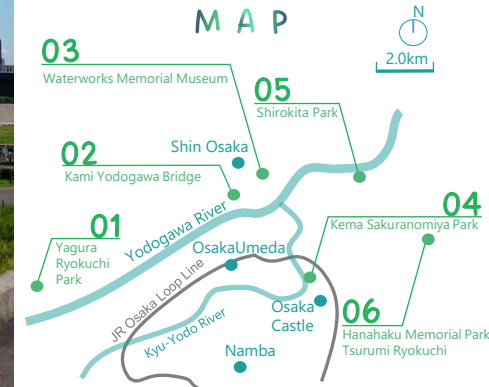 MAP
N
2.0km
03
Waterworks Memorial Museum
05
Shirokita Park
Shin Osaka
02
Kami Yodogawa Bridge
04
Kema Sakuranomiya Park
01
Yagura
Ryokuchi
Park
Yodogawa River
OsakaUmeda
JR Osaka Loop Line
Kyu-Yodo River
Osaka
Castle
06
Hanahaku Memorial Park
Tsurumi Ryokuchi
Namba